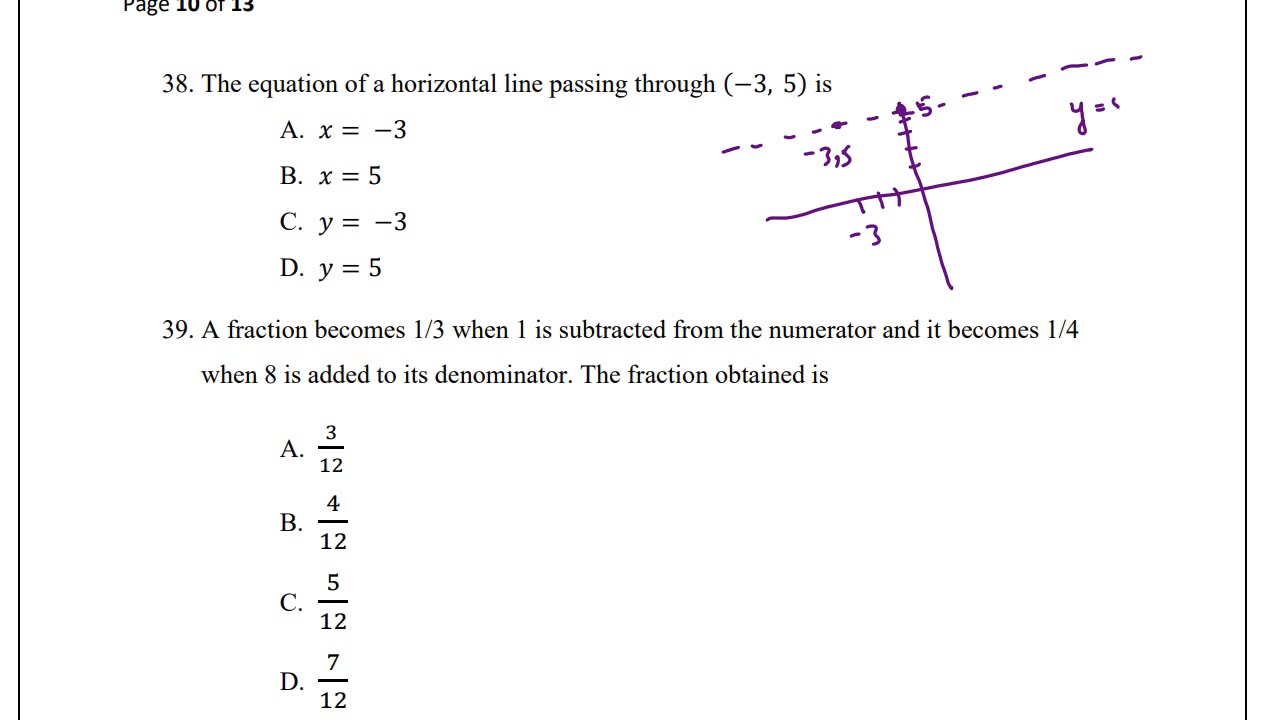 Page 10 of 13
38. The equation of a horizontal line passing through (−3, 5) is
A. x = −3
B. x = 5
C. y = −3
D. y = 5
5
-3,5
-3
y =
39. A fraction becomes 1/3 when 1 is subtracted from the numerator and it becomes 1/4
when 8 is added to its denominator. The fraction obtained is
A. 3/12
B. 4/12
C. 5/12
D. 7/12